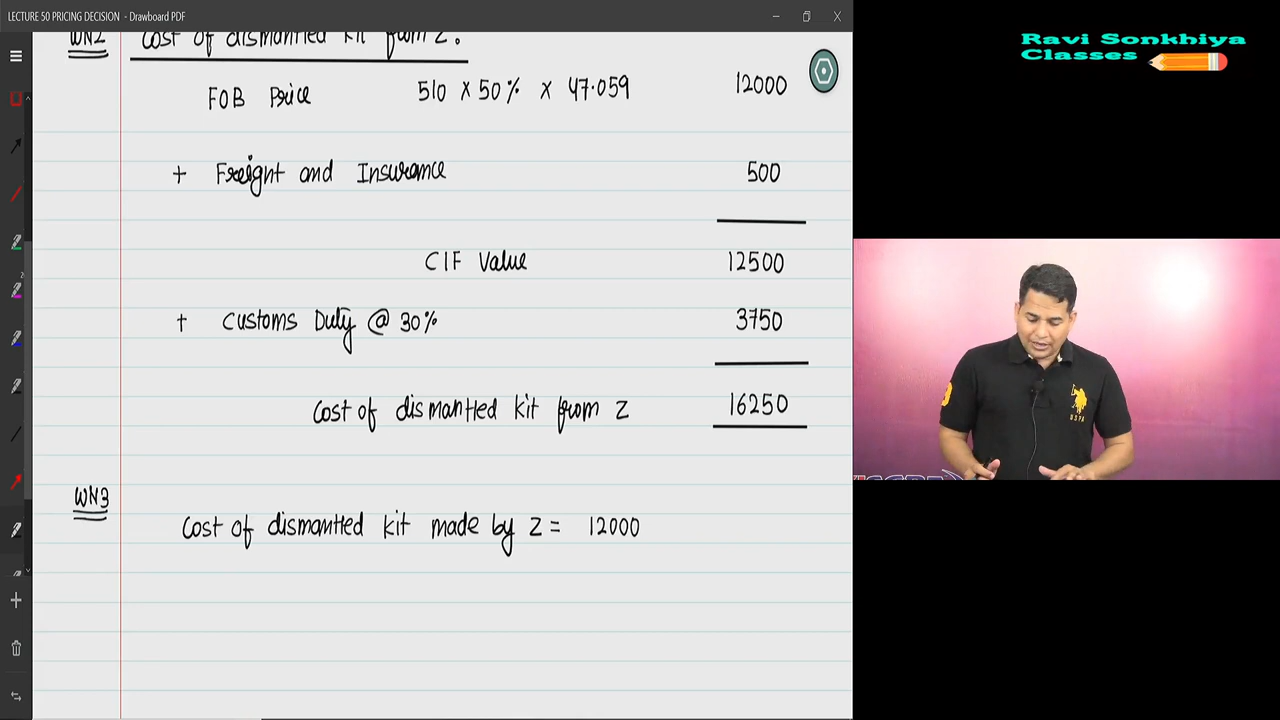 LECTURE 50 PRICING DECISION - Drawboard PDF
Ravi Sonkhiya
Classes
WN2 Cost of dismantled kit from Z.
FOB Price 510 x 50% x 47.059 12000
+ Freight and Insurance 500
CIF Value 12500
+ Customs Duty @ 30% 3750
Cost of dismantled kit from Z 16250
WN3
Cost of dismantled kit made by Z = 12000
USPA